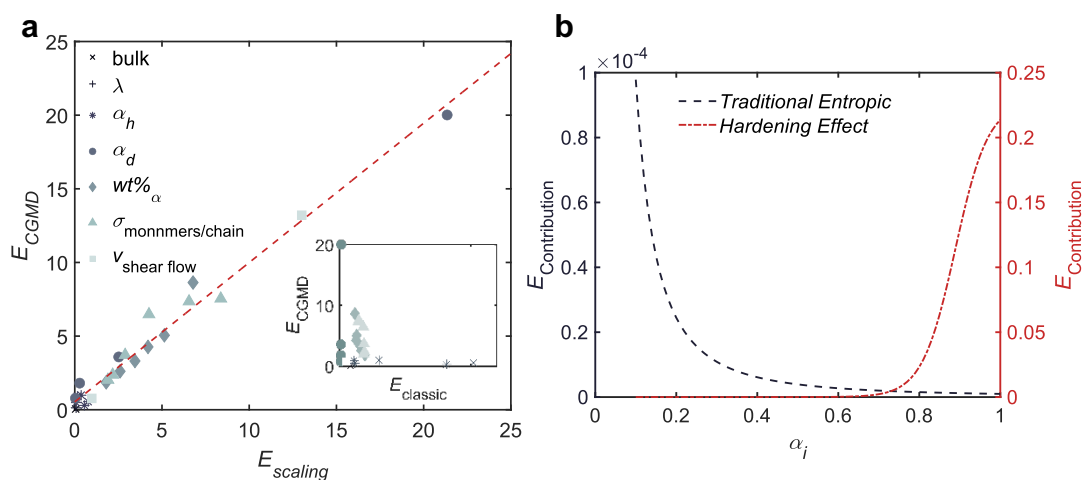 a
25
20
15
10
5
0
E_CGMD
bulk
λ
α_h
α_d
wt%_α
σ_monnmers/chain
v_shear flow
20
10
0
E_CGMD
E_classic
0 5 10 15 20 25
E_scaling
b
×10^-4
1
0.8
0.6
0.4
0.2
0
E_Contribution
Traditional Entropic
Hardening Effect
0.25
0.2
0.15
0.1
0.05
0
E_Contribution
0 0.2 0.4 0.6 0.8 1
α_i